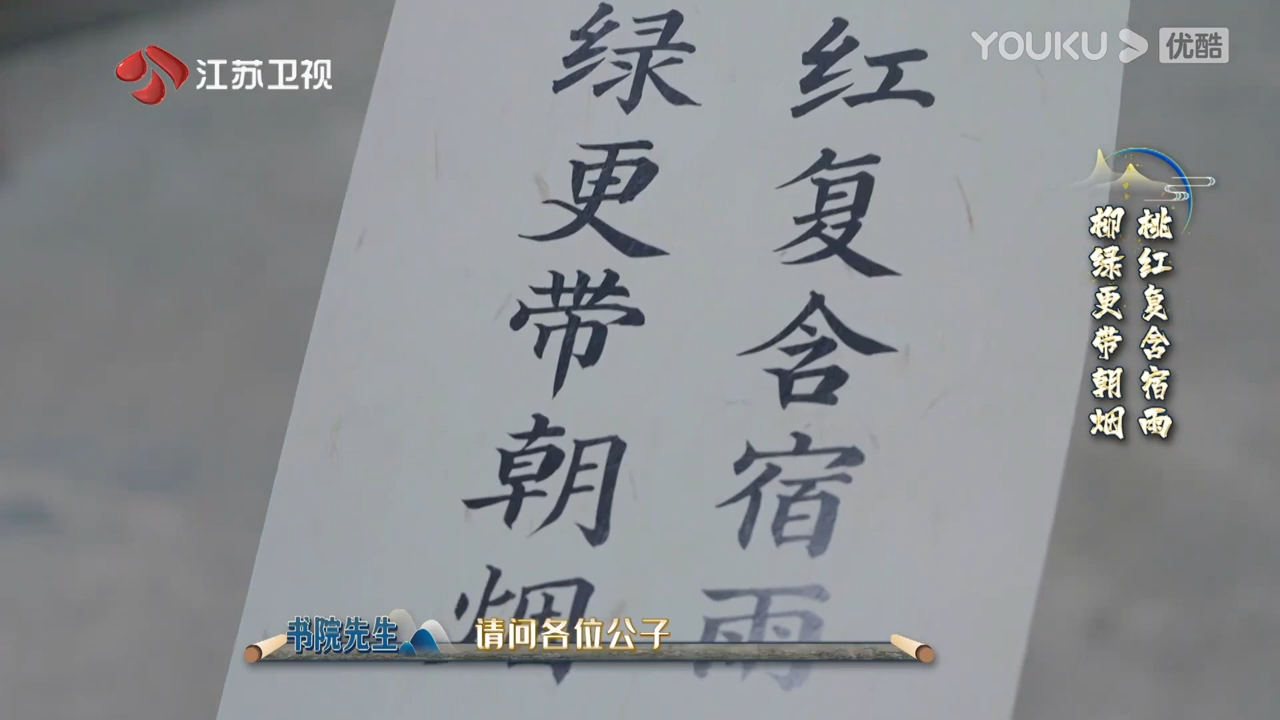 江苏卫视
YOUKU 优酷
红复含宿雨
绿更带朝烟
桃红复含宿雨
柳绿更带朝烟
书院先生
请问各位公子